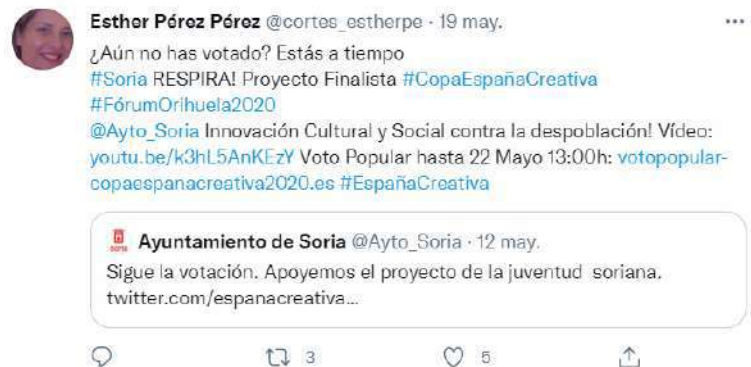 Esther Pérez Pérez @cortes_estherpe · 19 may.
¿Aún no has votado? Estás a tiempo
#Soria RESPIRA! Proyecto Finalista #CopaEspañaCreativa
#FórumOrihuela2020
@Ayto_Soria Innovación Cultural y Social contra la despoblación! Vídeo:
youtu.be/k3hL5AnKEzY Voto Popular hasta 22 Mayo 13:00h: votopopular-
copaespanacreativa2020.es #EspañaCreativa
Ayuntamiento de Soria @Ayto_Soria · 12 may.
Sigue la votación. Apoyemos el proyecto de la juventud soriana.
twitter.com/espanacreativa...
3 5